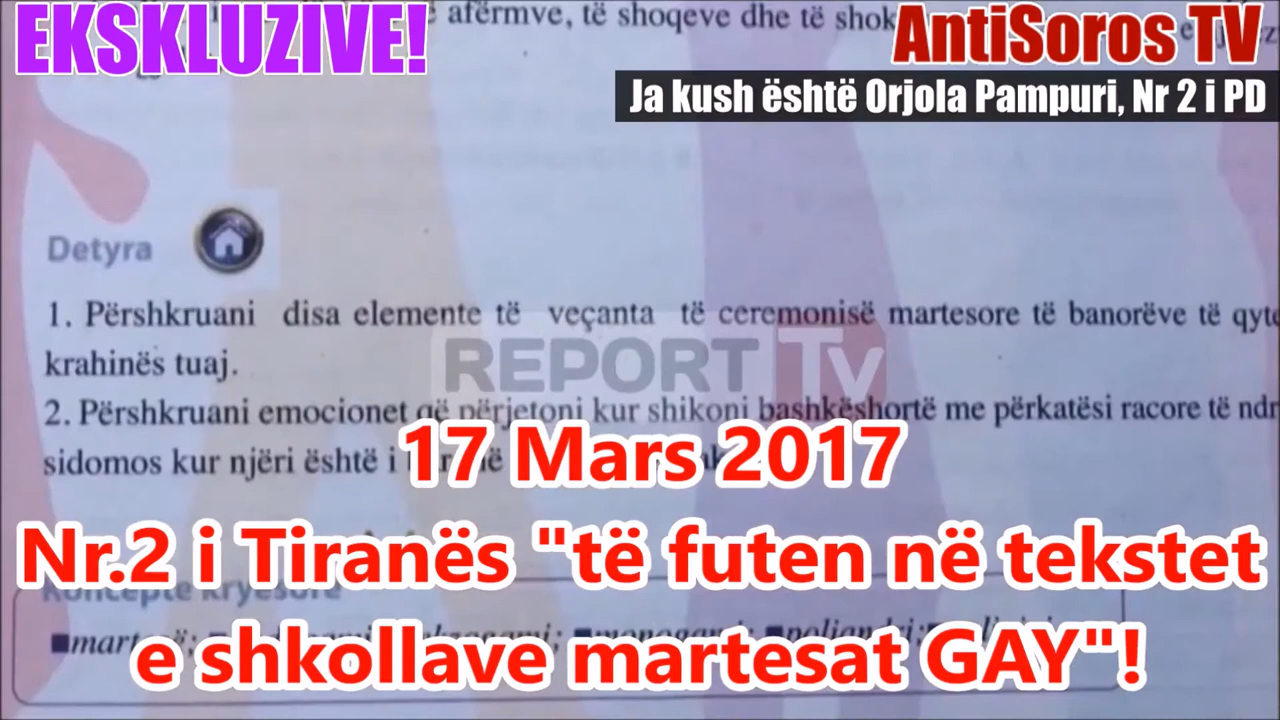 EKSKLUZIVE!
afërmve, të shoqeve dhe të shok
AntiSoros TV
Ja kush është Orjola Pampuri, Nr 2 i PD
Detyra
1. Përshkruani disa elemente të veçanta të ceremonisë martesore të banorëve të
krahinës tuaj.
REPORT Tv
2. Përshkruani emocionet që përjetoni kur shikoni bashkëshortë me përkatësi racore të
sidomos kur njëri është i
17 Mars 2017
Nr.2 i Tiranës "të futen në tekstet
Koncepte kryesore
e shkollave martesat GAY"!